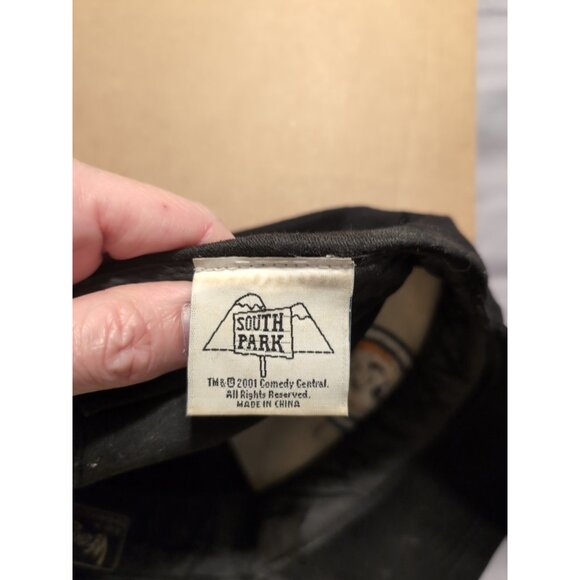 SOUTH
PARK
TM & © 2001 Comedy Central.
All Rights Reserved.
MADE IN CHINA